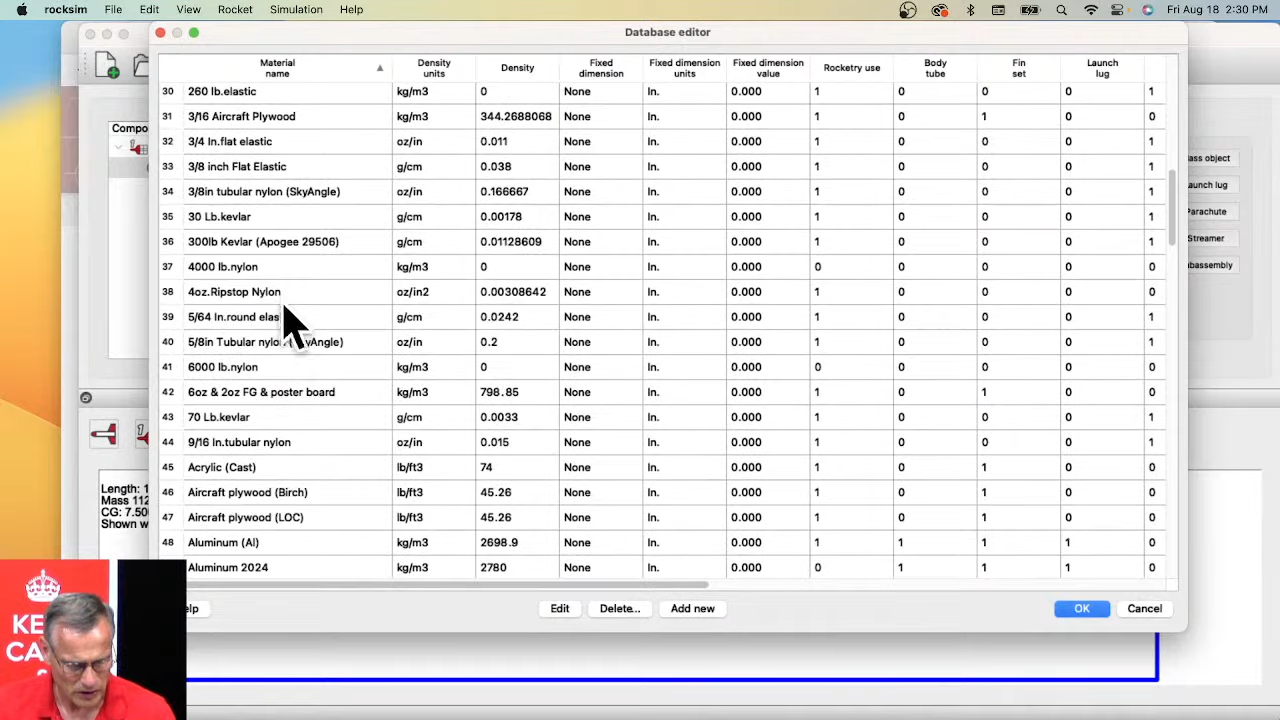 rocksim File Edit Rocket Simulation Help Sat Aug 26 2:30 PM
Database editor
Material name Density units Density Fixed dimension Fixed dimension units Fixed dimension value Rocketry use Body tube Fin set Launch lug
30 260 lb.elastic kg/m3 0 None In. 0.000 1 0 0 0 1
31 3/16 Aircraft Plywood kg/m3 344.2688068 None In. 0.000 1 0 1 0 0
32 3/4 In.flat elastic oz/in 0.011 None In. 0.000 1 0 0 0 1
33 3/8 inch Flat Elastic g/cm 0.038 None In. 0.000 1 0 0 0 1
34 3/8in tubular nylon (SkyAngle) oz/in 0.166667 None In. 0.000 1 0 0 0 1
35 30 Lb.kevlar g/cm 0.00178 None In. 0.000 1 0 0 0 1
36 300lb Kevlar (Apogee 29506) g/cm 0.01128609 None In. 0.000 1 0 0 0 1
37 4000 lb.nylon kg/m3 0 None In. 0.000 0 0 0 0 0
38 4oz.Ripstop Nylon oz/in2 0.00308642 None In. 0.000 1 0 0 0 0
39 5/64 In.round elas g/cm 0.0242 None In. 0.000 1 0 0 0 1
40 5/8in Tubular nylo yAngle) oz/in 0.2 None In. 0.000 1 0 0 0 1
41 6000 lb.nylon kg/m3 0 None In. 0.000 0 0 0 0 0
42 6oz & 2oz FG & poster board kg/m3 798.85 None In. 0.000 1 0 1 0 0
43 70 Lb.kevlar g/cm 0.0033 None In. 0.000 1 0 0 0 1
44 9/16 In.tubular nylon oz/in 0.015 None In. 0.000 1 0 0 0 1
45 Acrylic (Cast) lb/ft3 74 None In. 0.000 1 0 1 0 0
46 Aircraft plywood (Birch) lb/ft3 45.26 None In. 0.000 1 0 1 0 0
47 Aircraft plywood (LOC) lb/ft3 45.26 None In. 0.000 1 0 1 0 0
48 Aluminum (Al) kg/m3 2698.9 None In. 0.000 1 1 1 1 0
Aluminum 2024 kg/m3 2780 None In. 0.000 0 1 1 1 0
elp Edit Delete... Add new OK Cancel
Compo
ass object
aunch lug
Parachute
Streamer
bassembly
Length: 1
Mass 112
CG: 7.50
Shown w
KE
CA